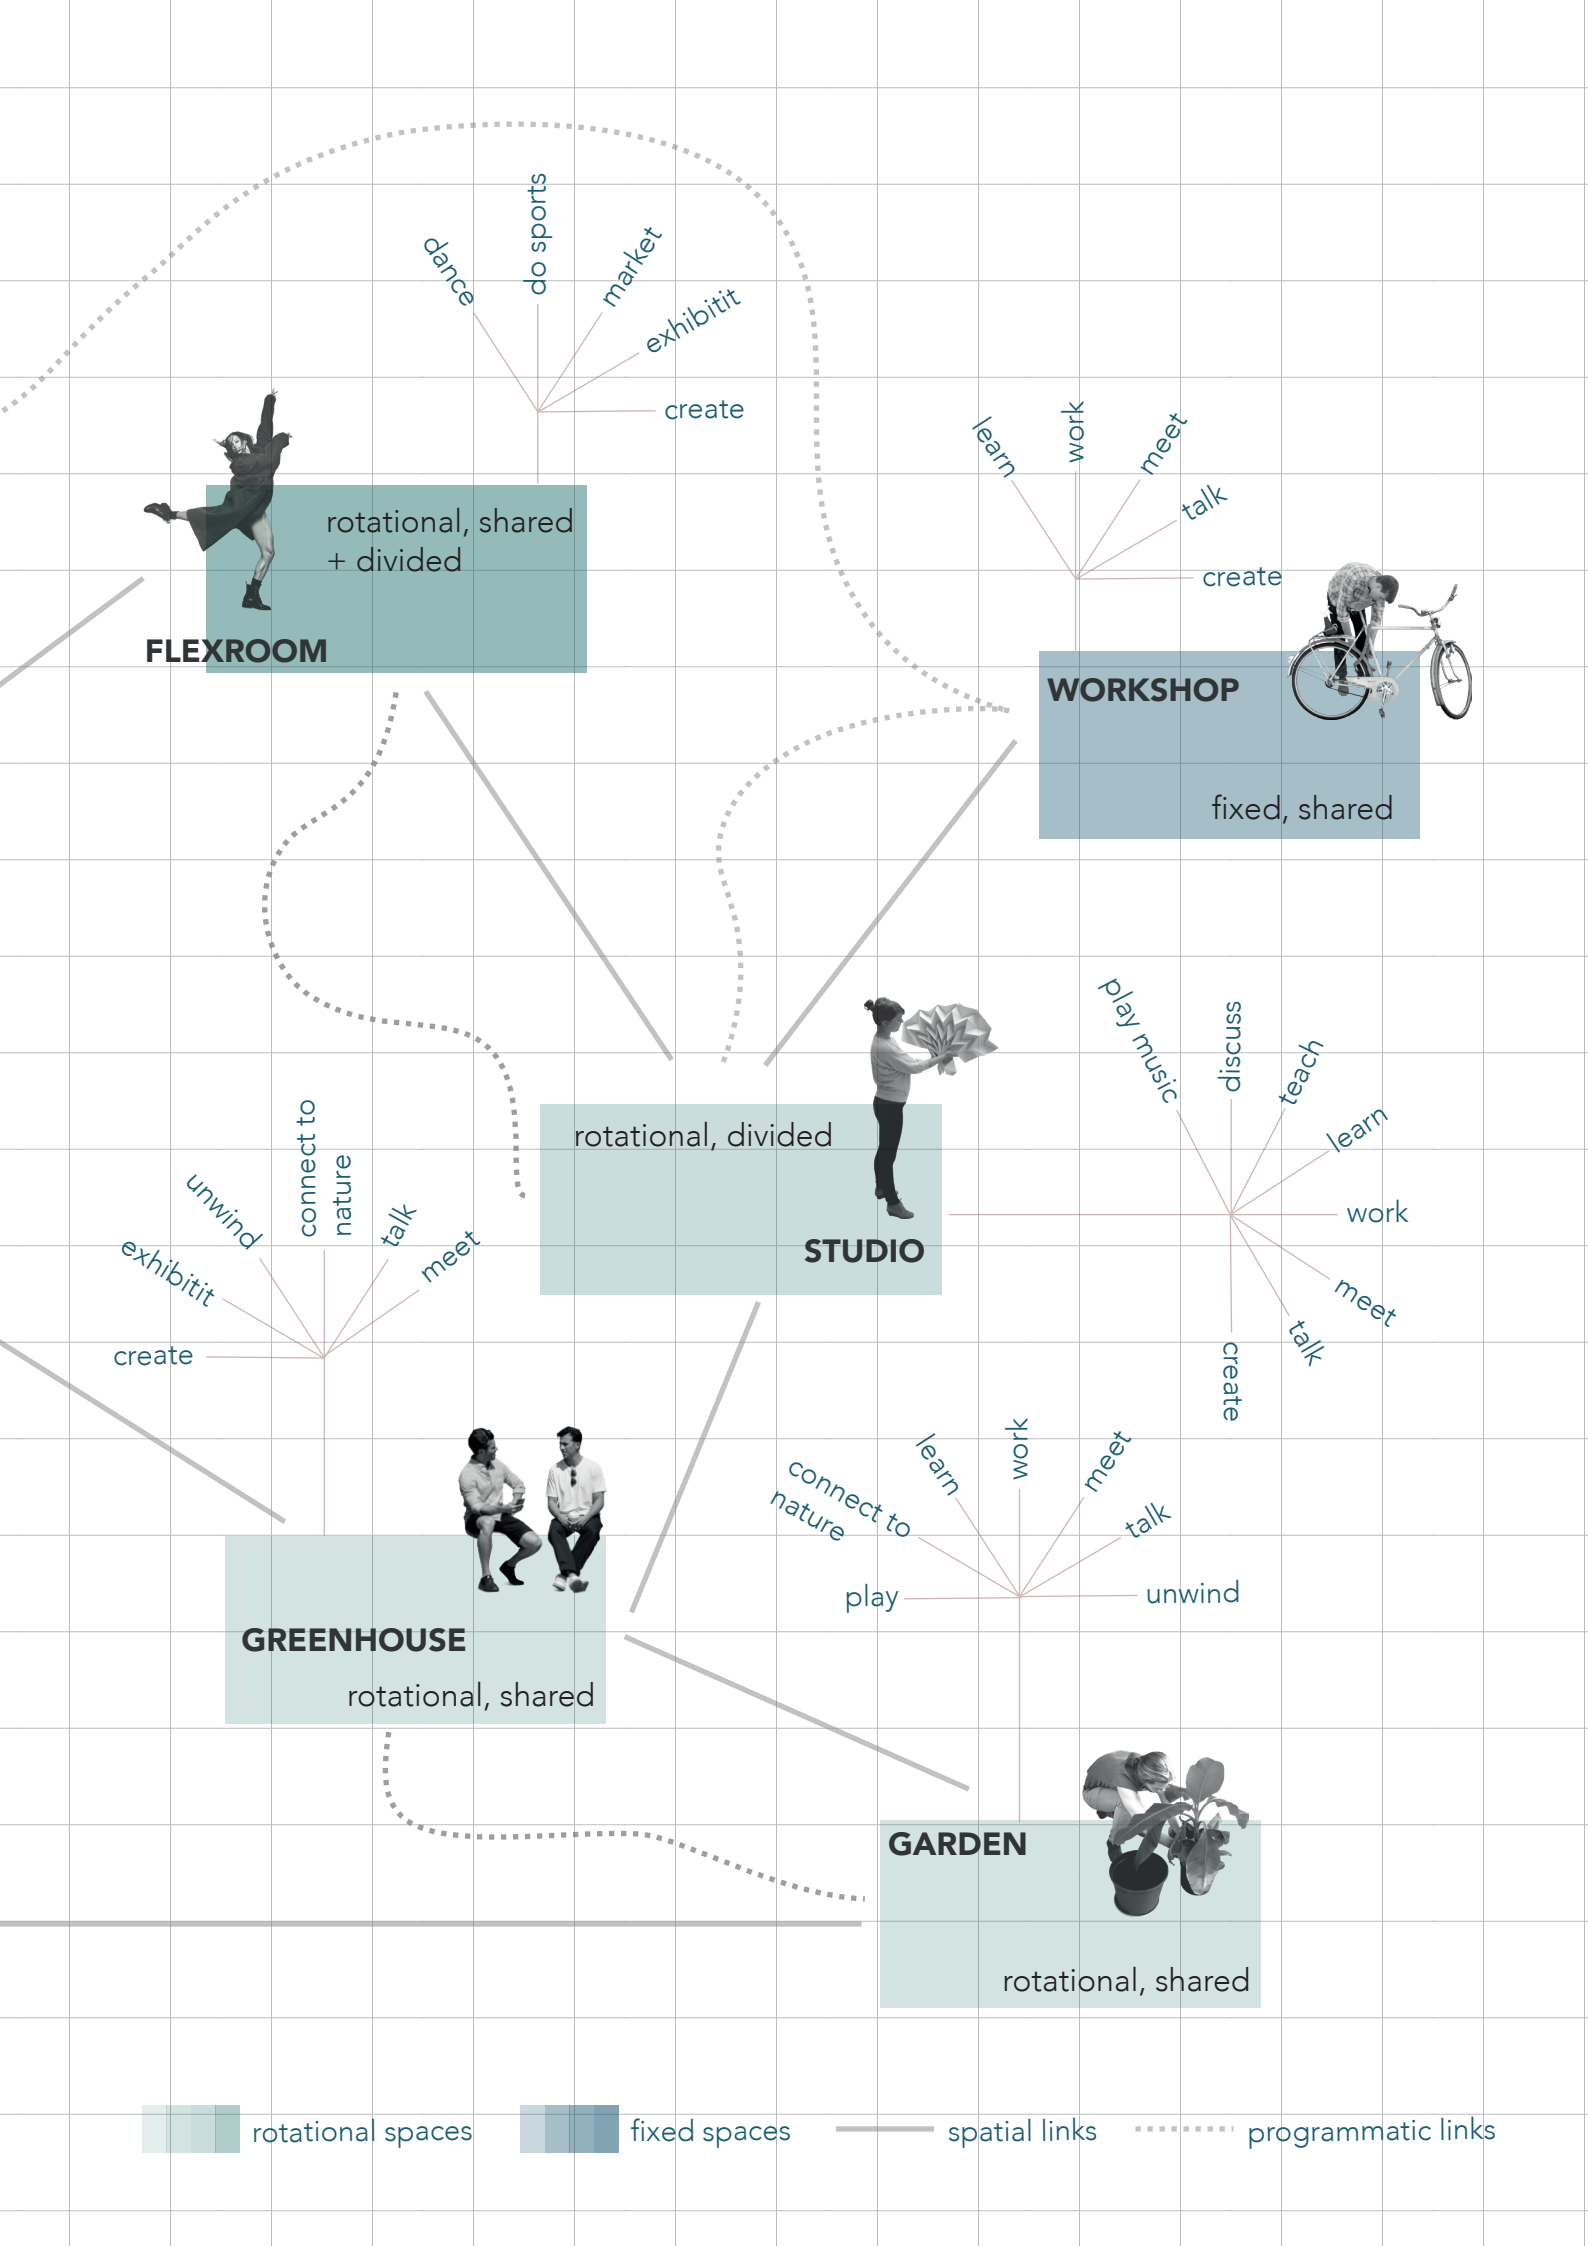 dance
do sports
market
exhibitit
create
rotational, shared
+ divided
FLEXROOM
learn
work
meet
talk
create
WORKSHOP
fixed, shared
play music
discuss
teach
learn
work
meet
talk
create
rotational, divided
STUDIO
create
exhibitit
unwind
connect to
nature
talk
meet
GREENHOUSE
rotational, shared
play
connect to
nature
learn
work
meet
talk
unwind
GARDEN
rotational, shared
rotational spaces
fixed spaces
spatial links
programmatic links